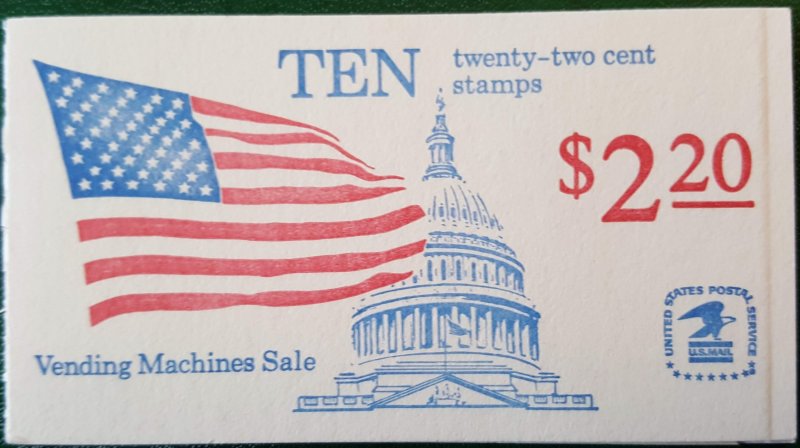 TEN
twenty-two cent
stamps
$2 20
Vending Machines Sale
UNITED STATES POSTAL SERVICE
U.S. MAIL